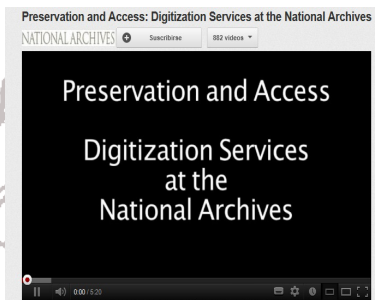 Preservation and Access: Digitization Services at the National Archives
NATIONAL ARCHIVES Suscribirse 882 videos
Preservation and Access
Digitization Services
at the
National Archives
0:00 / 5:20